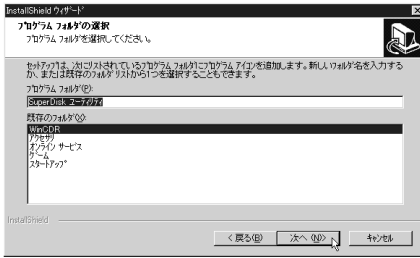 InstallShield ウィザード
プログラム フォルダの選択
プログラム フォルダを選択してください。
セットアップは、次にリストされているプログラム フォルダにプログラム アイコンを追加します。新しいフォルダ名を入力する
か、または既存のフォルダリストから1つを選択することもできます。
プログラム フォルダ(P):
SuperDisk ユーティリティ
既存のフォルダ(X):
WinCDR
アクセサリ
オンライン サービス
ゲーム
スタートアップ
InstallShield
< 戻る(B)
次へ (N)>
キャンセル